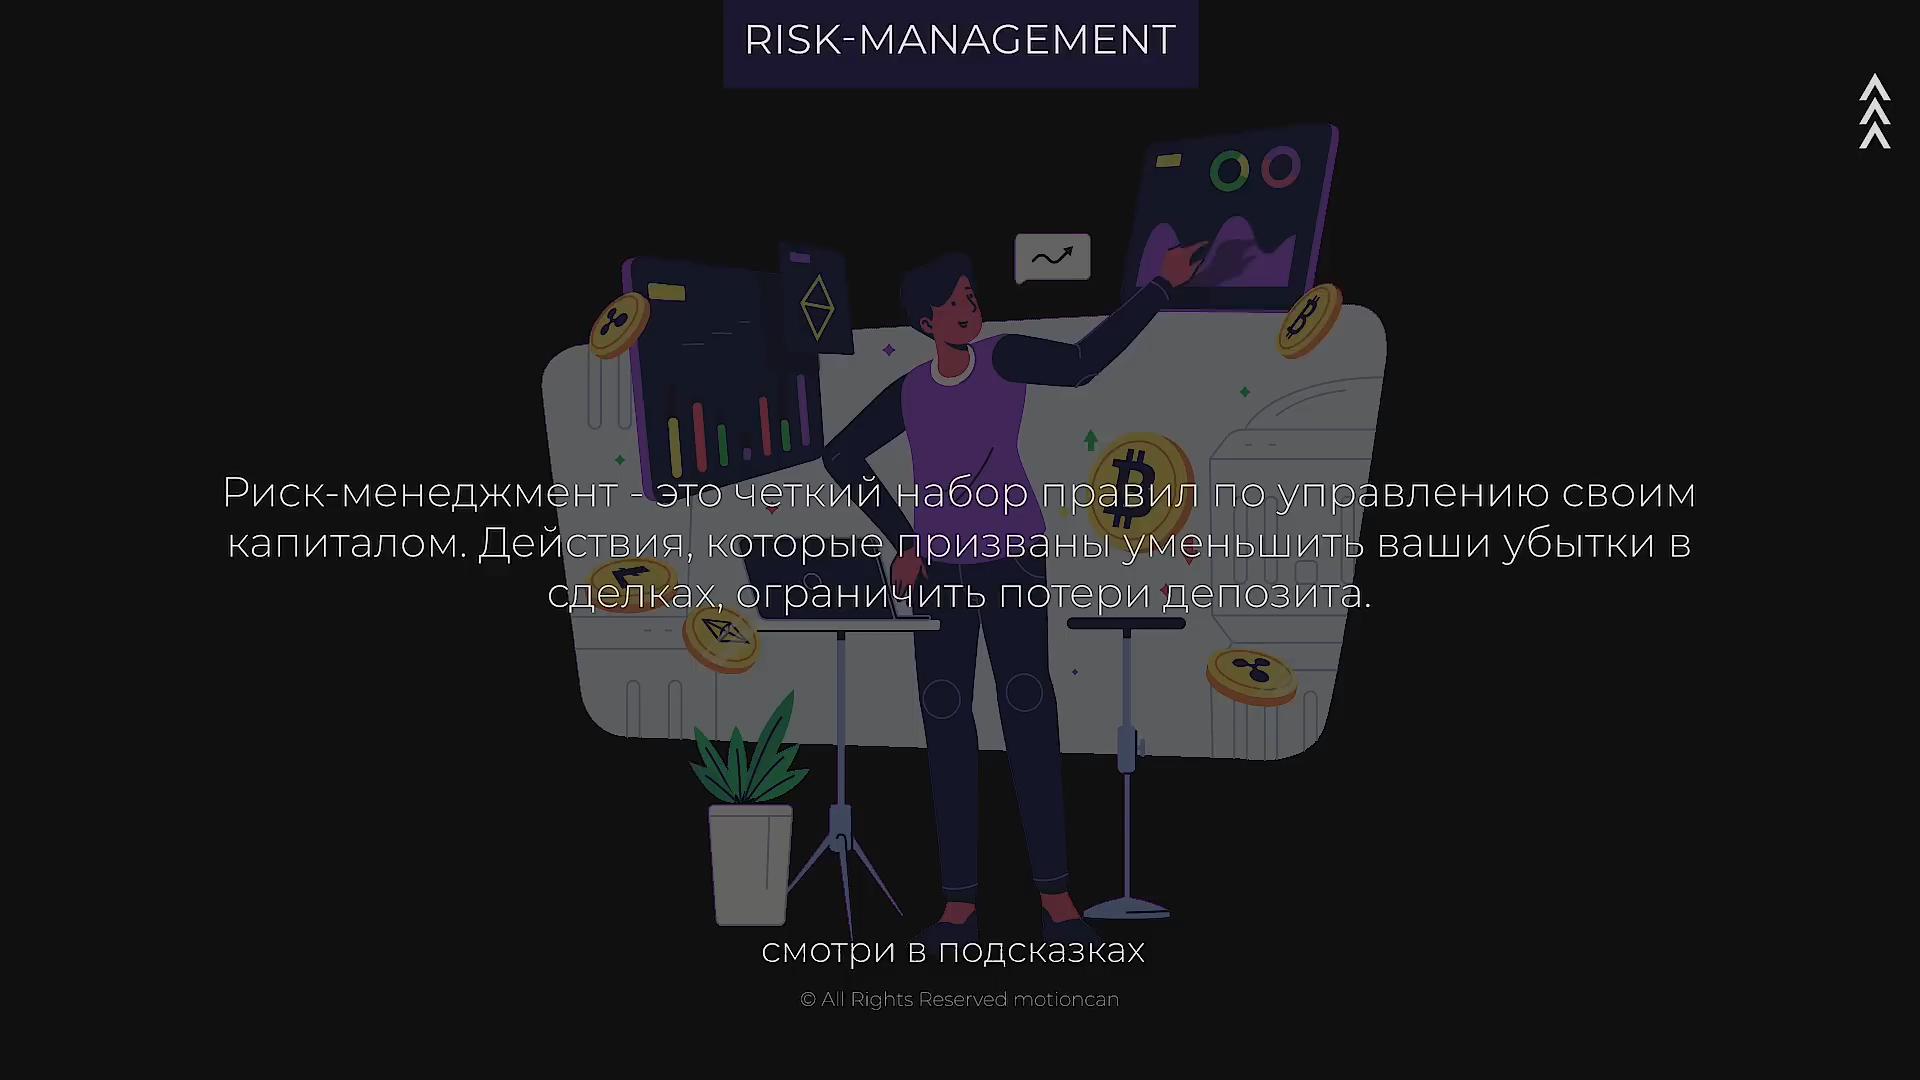 RISK-MANAGEMENT
Риск-менеджмент - это четкий набор правил по управлению своим
капиталом. Действия, которые призваны уменьшить ваши убытки в
сделках, ограничить потери депозита.
смотри в подсказках
© All Rights Reserved motioncan